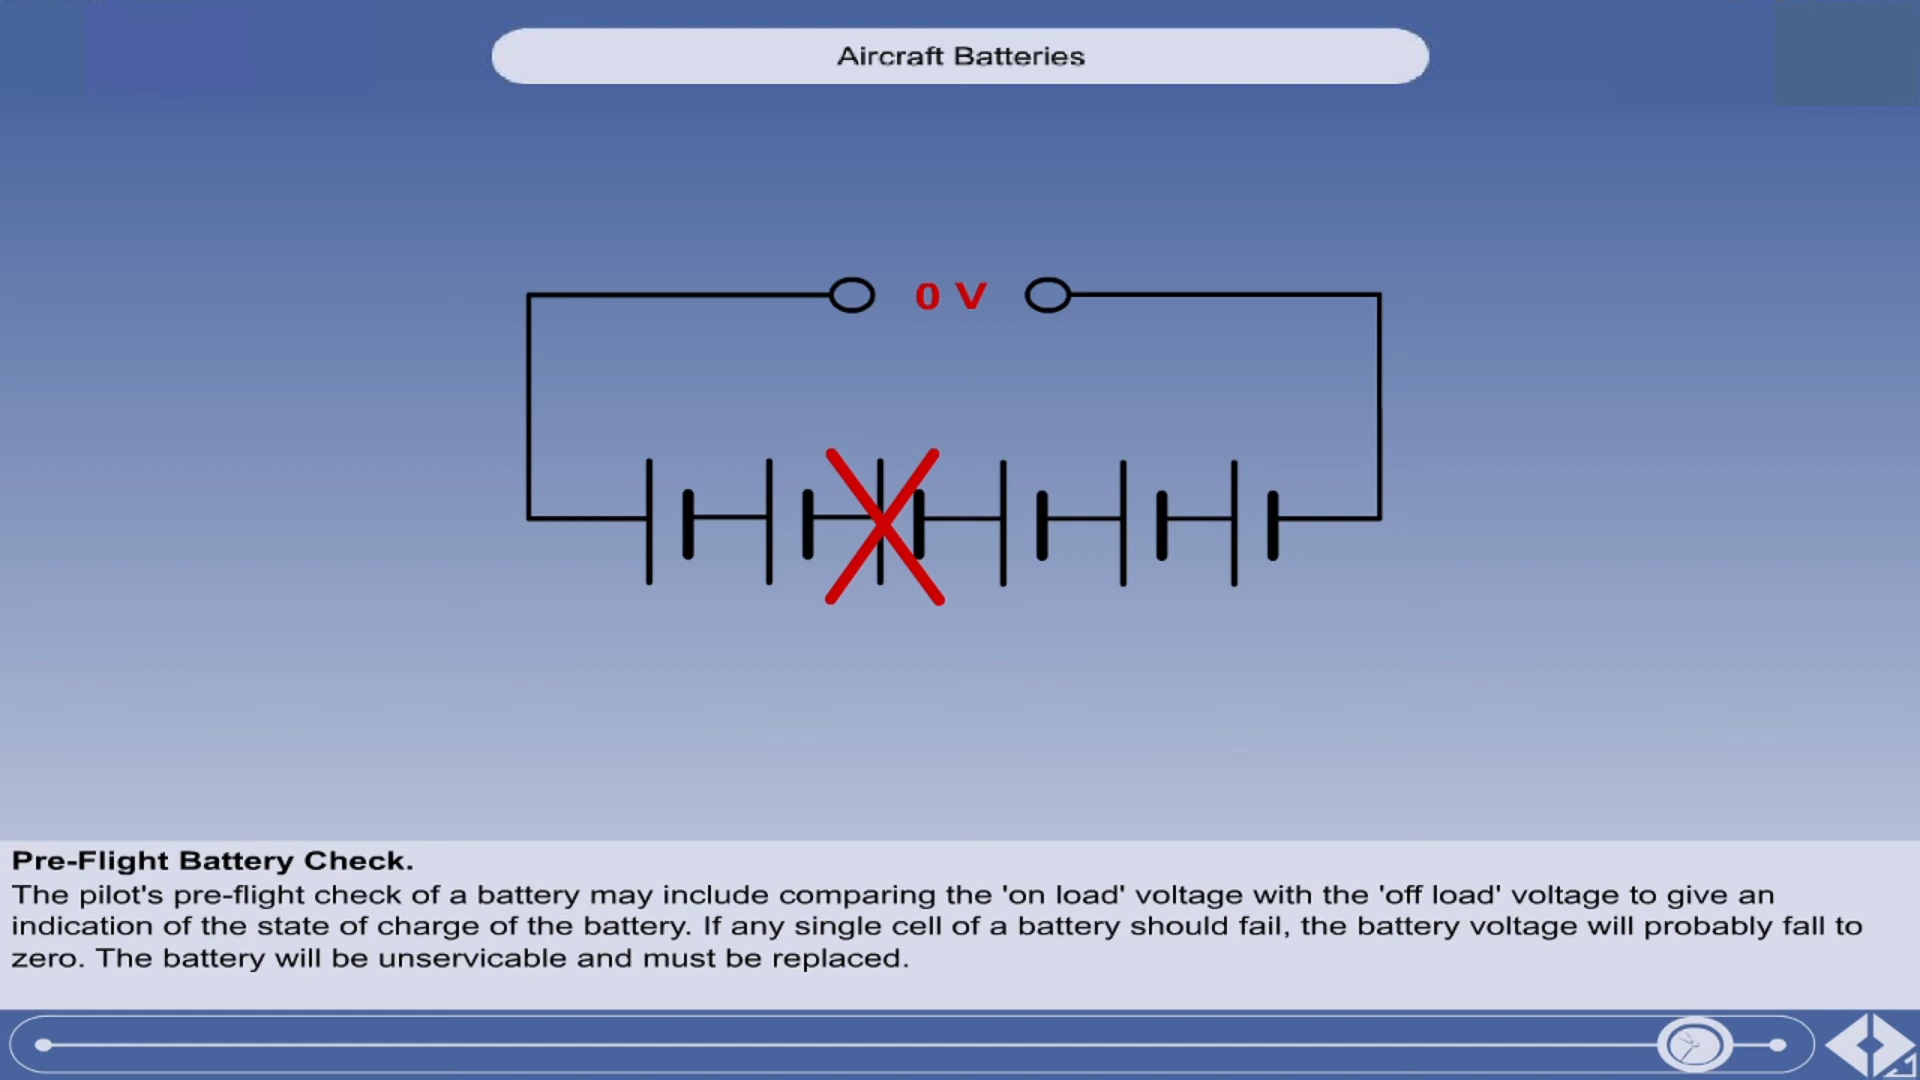 Aircraft Batteries
0 V
Pre-Flight Battery Check.
The pilot's pre-flight check of a battery may include comparing the 'on load' voltage with the 'off load' voltage to give an
indication of the state of charge of the battery. If any single cell of a battery should fail, the battery voltage will probably fall to
zero. The battery will be unservicable and must be replaced.